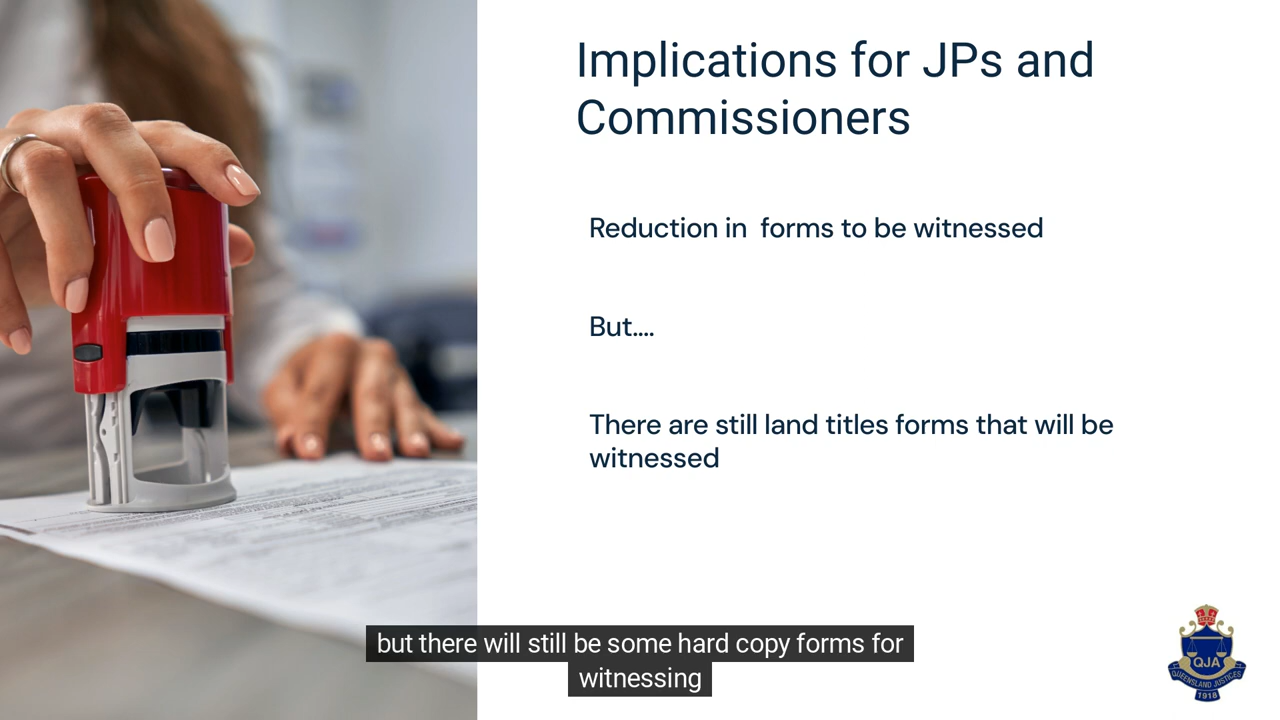 Implications for JPs and
Commissioners
Reduction in  forms to be witnessed
But....
There are still land titles forms that will be
witnessed
but there will still be some hard copy forms for
witnessing
QJA
QUEENSLAND JUSTICES
1918